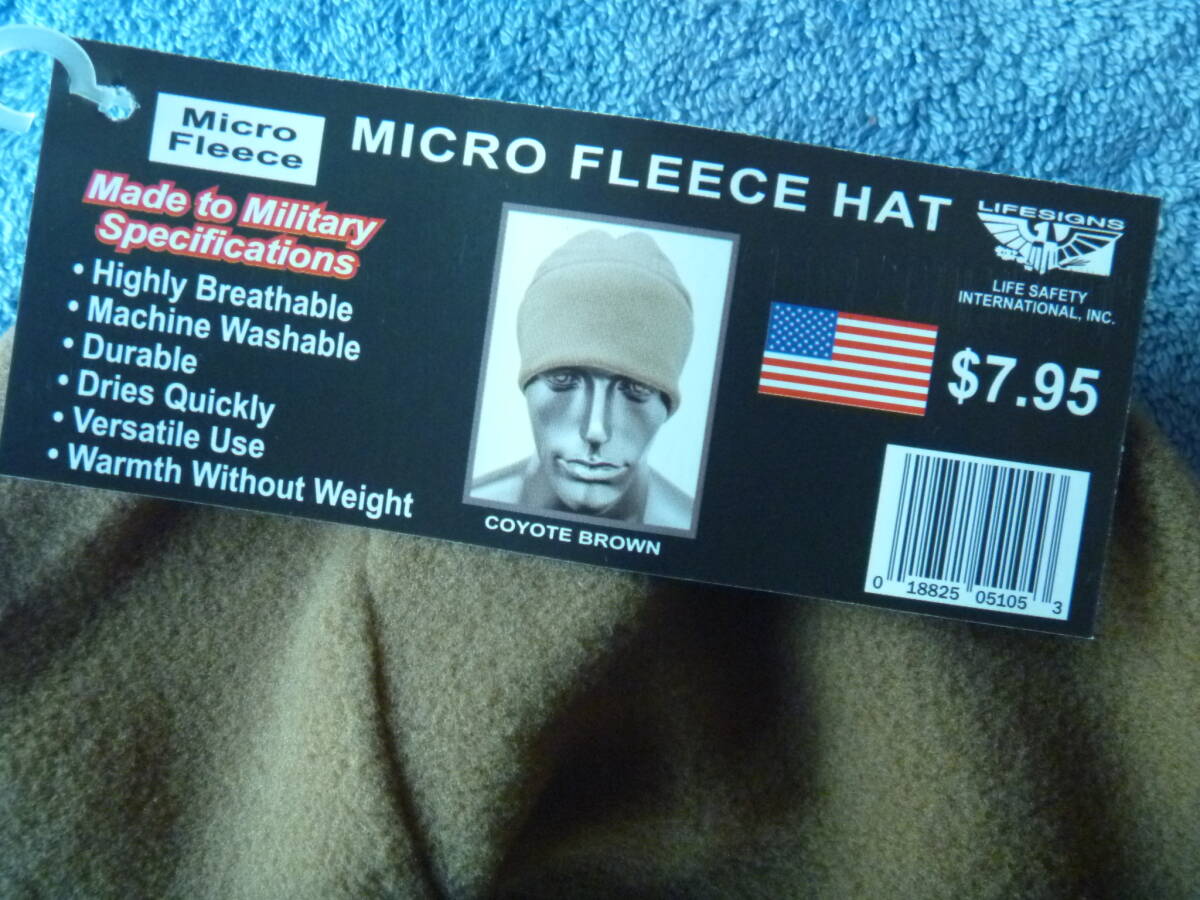 Micro
Fleece
MICRO FLEECE HAT
LIFESIGNS
LIFE SAFETY
INTERNATIONAL, INC.
Made to Military
Specifications
• Highly Breathable
• Machine Washable
• Durable
• Dries Quickly
• Versatile Use
• Warmth Without Weight
COYOTE BROWN
$7.95
0 18825 05105 3